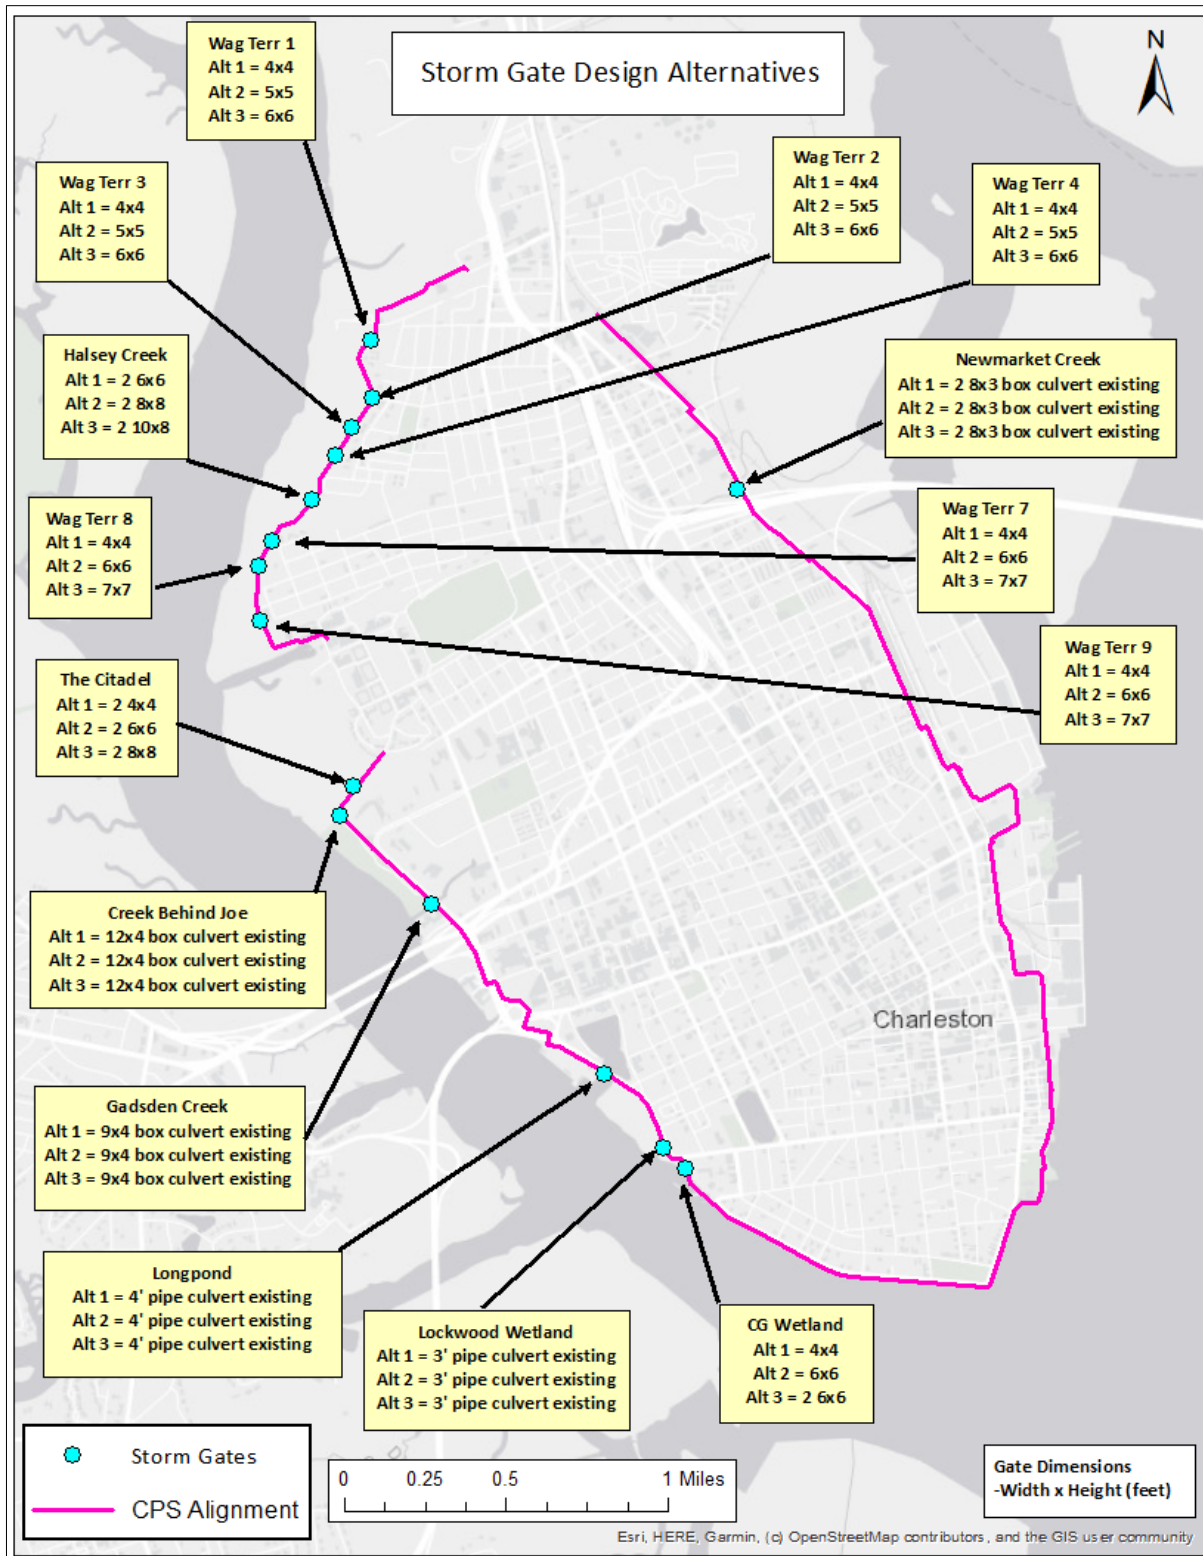 Storm Gate Design Alternatives
N
Wag Terr 1
Alt 1 = 4x4
Alt 2 = 5x5
Alt 3 = 6x6
Wag Terr 2
Alt 1 = 4x4
Alt 2 = 5x5
Alt 3 = 6x6
Wag Terr 3
Alt 1 = 4x4
Alt 2 = 5x5
Alt 3 = 6x6
Wag Terr 4
Alt 1 = 4x4
Alt 2 = 5x5
Alt 3 = 6x6
Halsey Creek
Alt 1 = 2 6x6
Alt 2 = 2 8x8
Alt 3 = 2 10x8
Newmarket Creek
Alt 1 = 2 8x3 box culvert existing
Alt 2 = 2 8x3 box culvert existing
Alt 3 = 2 8x3 box culvert existing
Wag Terr 8
Alt 1 = 4x4
Alt 2 = 6x6
Alt 3 = 7x7
Wag Terr 7
Alt 1 = 4x4
Alt 2 = 6x6
Alt 3 = 7x7
Wag Terr 9
Alt 1 = 4x4
Alt 2 = 6x6
Alt 3 = 7x7
The Citadel
Alt 1 = 2 4x4
Alt 2 = 2 6x6
Alt 3 = 2 8x8
Creek Behind Joe
Alt 1 = 12x4 box culvert existing
Alt 2 = 12x4 box culvert existing
Alt 3 = 12x4 box culvert existing
Charleston
Gadsden Creek
Alt 1 = 9x4 box culvert existing
Alt 2 = 9x4 box culvert existing
Alt 3 = 9x4 box culvert existing
Longpond
Alt 1 = 4' pipe culvert existing
Alt 2 = 4' pipe culvert existing
Alt 3 = 4' pipe culvert existing
Lockwood Wetland
Alt 1 = 3' pipe culvert existing
Alt 2 = 3' pipe culvert existing
Alt 3 = 3' pipe culvert existing
CG Wetland
Alt 1 = 4x4
Alt 2 = 6x6
Alt 3 = 2 6x6
Storm Gates
CPS Alignment
0 0.25 0.5 1 Miles
Gate Dimensions
-Width x Height (feet)
Esri, HERE, Garmin, (c) OpenStreetMap contributors, and the GIS user community